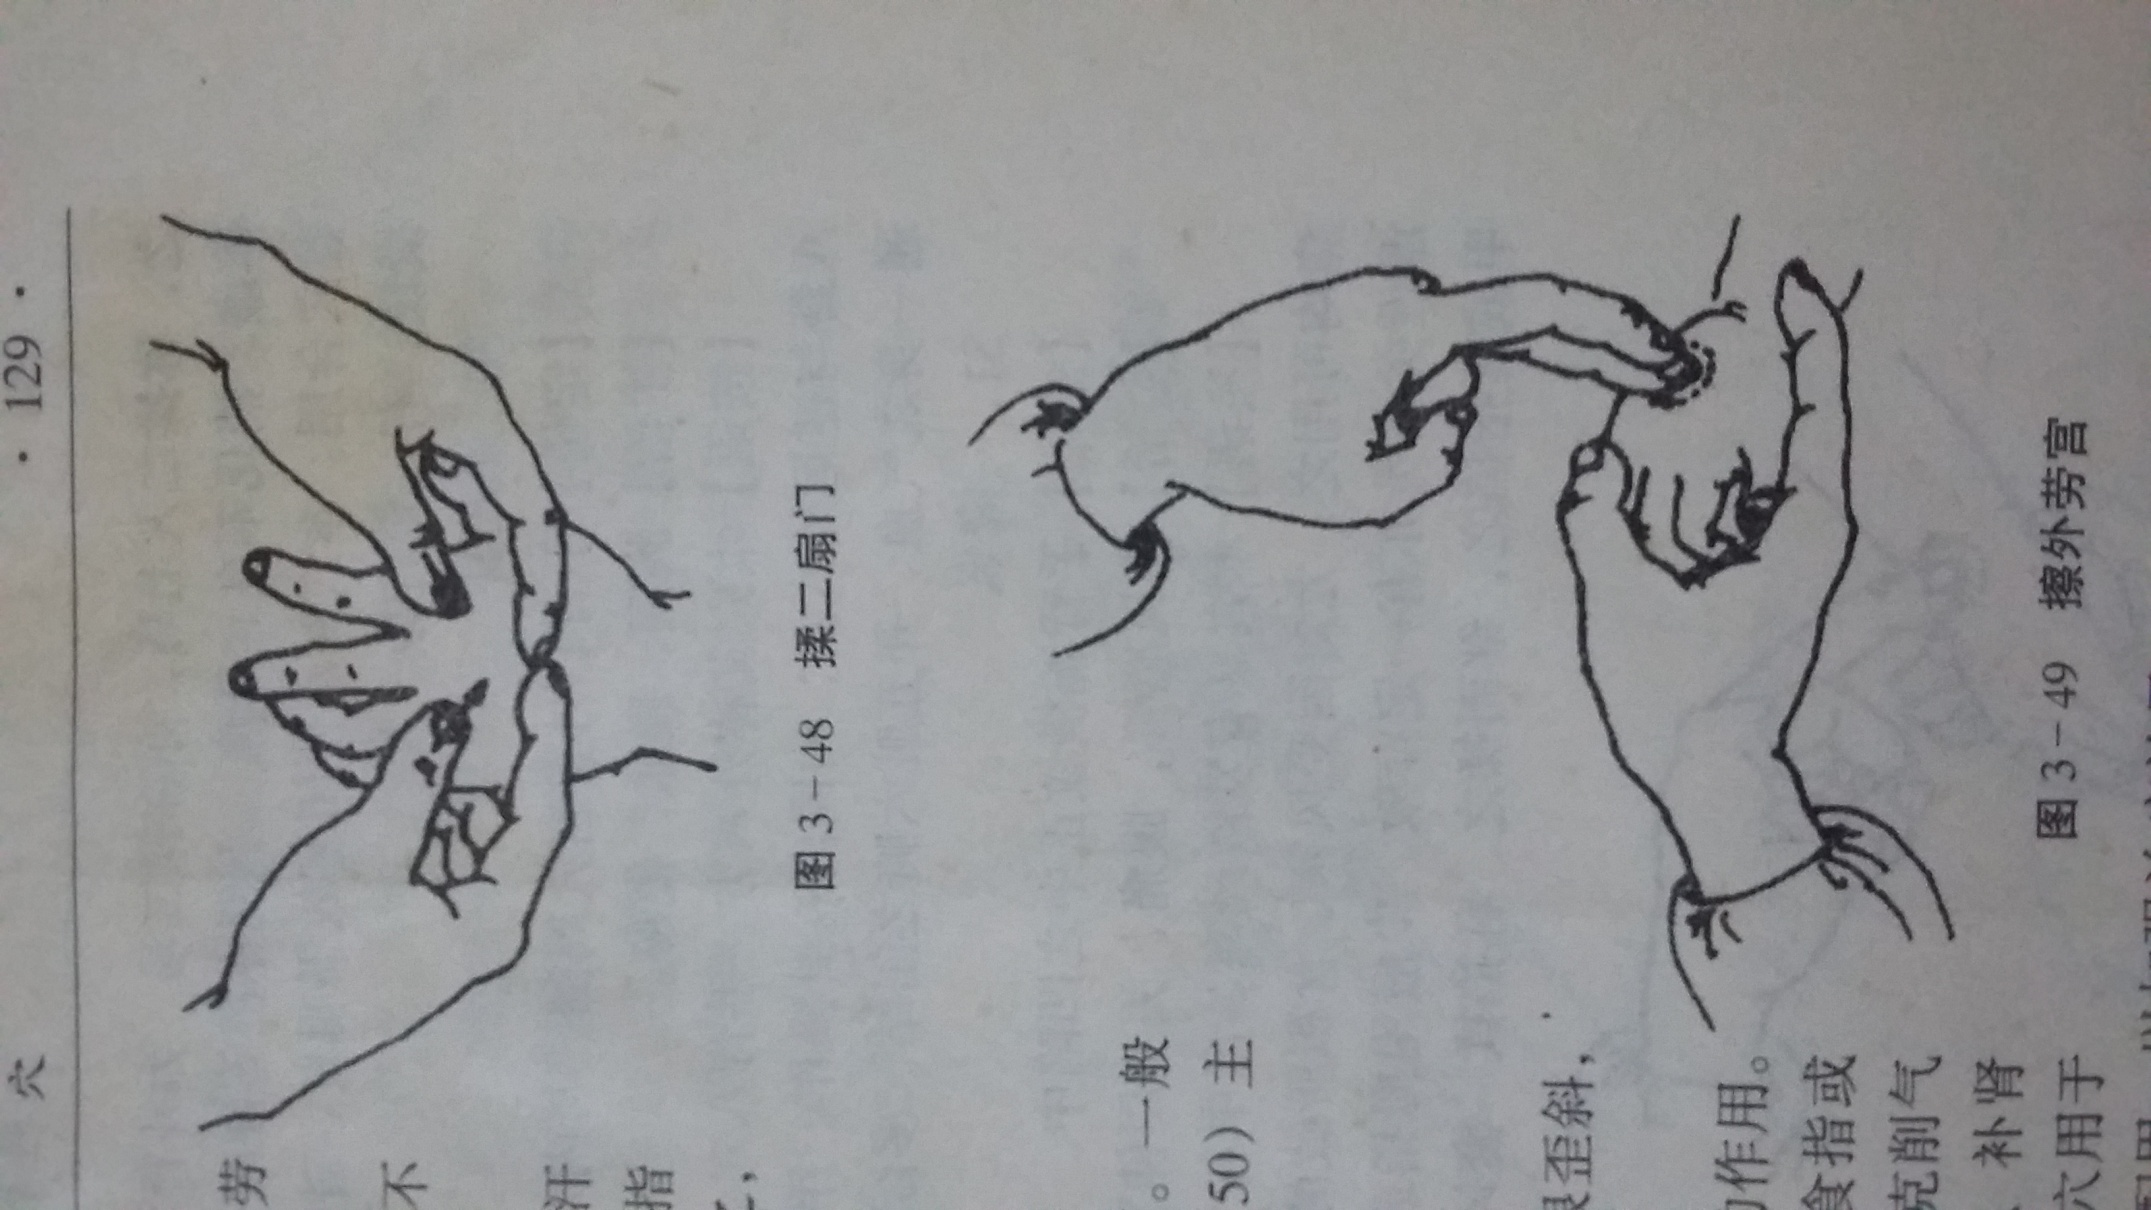 穴 · 129 ·
劳
不
汗
指
，
图 3－48 揉二扇门
。一般
50）主
歪斜，
作用。
食指或
克削气
、补肾
穴用于
图 3－49 擦外劳宫